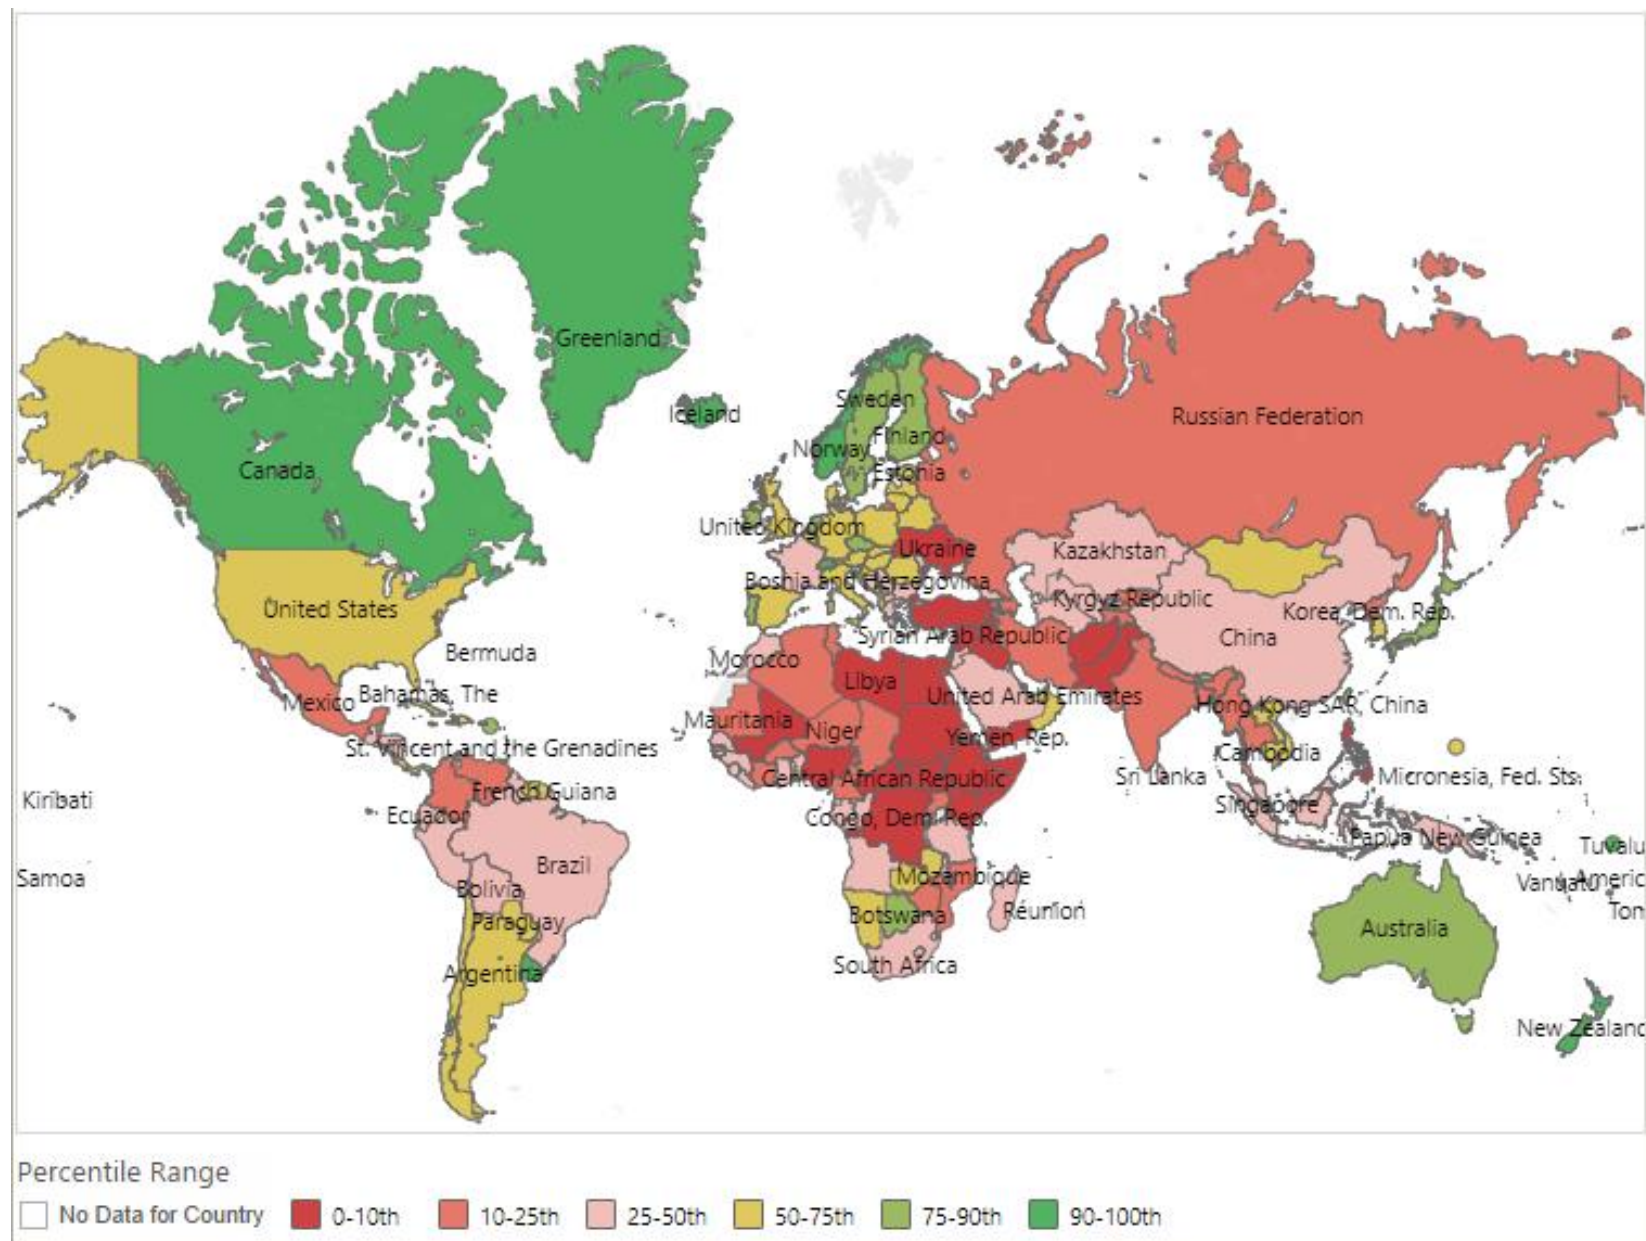 Greenland
Iceland
Sweden
Russian Federation
Norway
Finland
Canada
Estonia
United Kingdom
Ukraine
Kazakhstan
Bosnia and Herzegovina
Kyrgyz Republic
United States
Korea, Dem. Rep.
Syrian Arab Republic
China
Bermuda
Morocco
Libya
United Arab Emirates
Mexico
Bahamas, The
Hong Kong SAR, China
Mauritania
Niger
Yemen, Rep.
St. Vincent and the Grenadines
Cambodia
Central African Republic
Sri Lanka
Micronesia, Fed. Sts.
French Guiana
Kiribati
Ecuador
Singapore
Congo, Dem. Rep.
Papua New Guinea
Tuvalu
Brazil
Samoa
Bolivia
Mozambique
Vanuatu
Americ
Réunion
Ton
Paraguay
Botswana
Australia
Argentina
South Africa
New Zealand
Percentile Range
No Data for Country 0-10th 10-25th 25-50th 50-75th 75-90th 90-100th